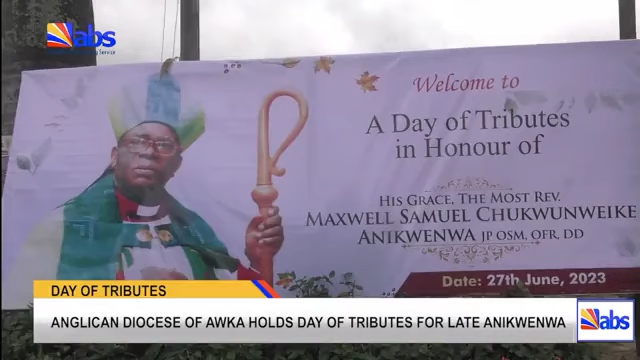 abs
Welcome to
A Day of Tributes
in Honour of
His Grace, The Most Rev.
Maxwell Samuel Chukwunweike
Anikwenwa JP OSM, OFR, DD
Date: 27th June, 2023
DAY OF TRIBUTES
ANGLICAN DIOCESE OF AWKA HOLDS DAY OF TRIBUTES FOR LATE ANIKWENWA
abs